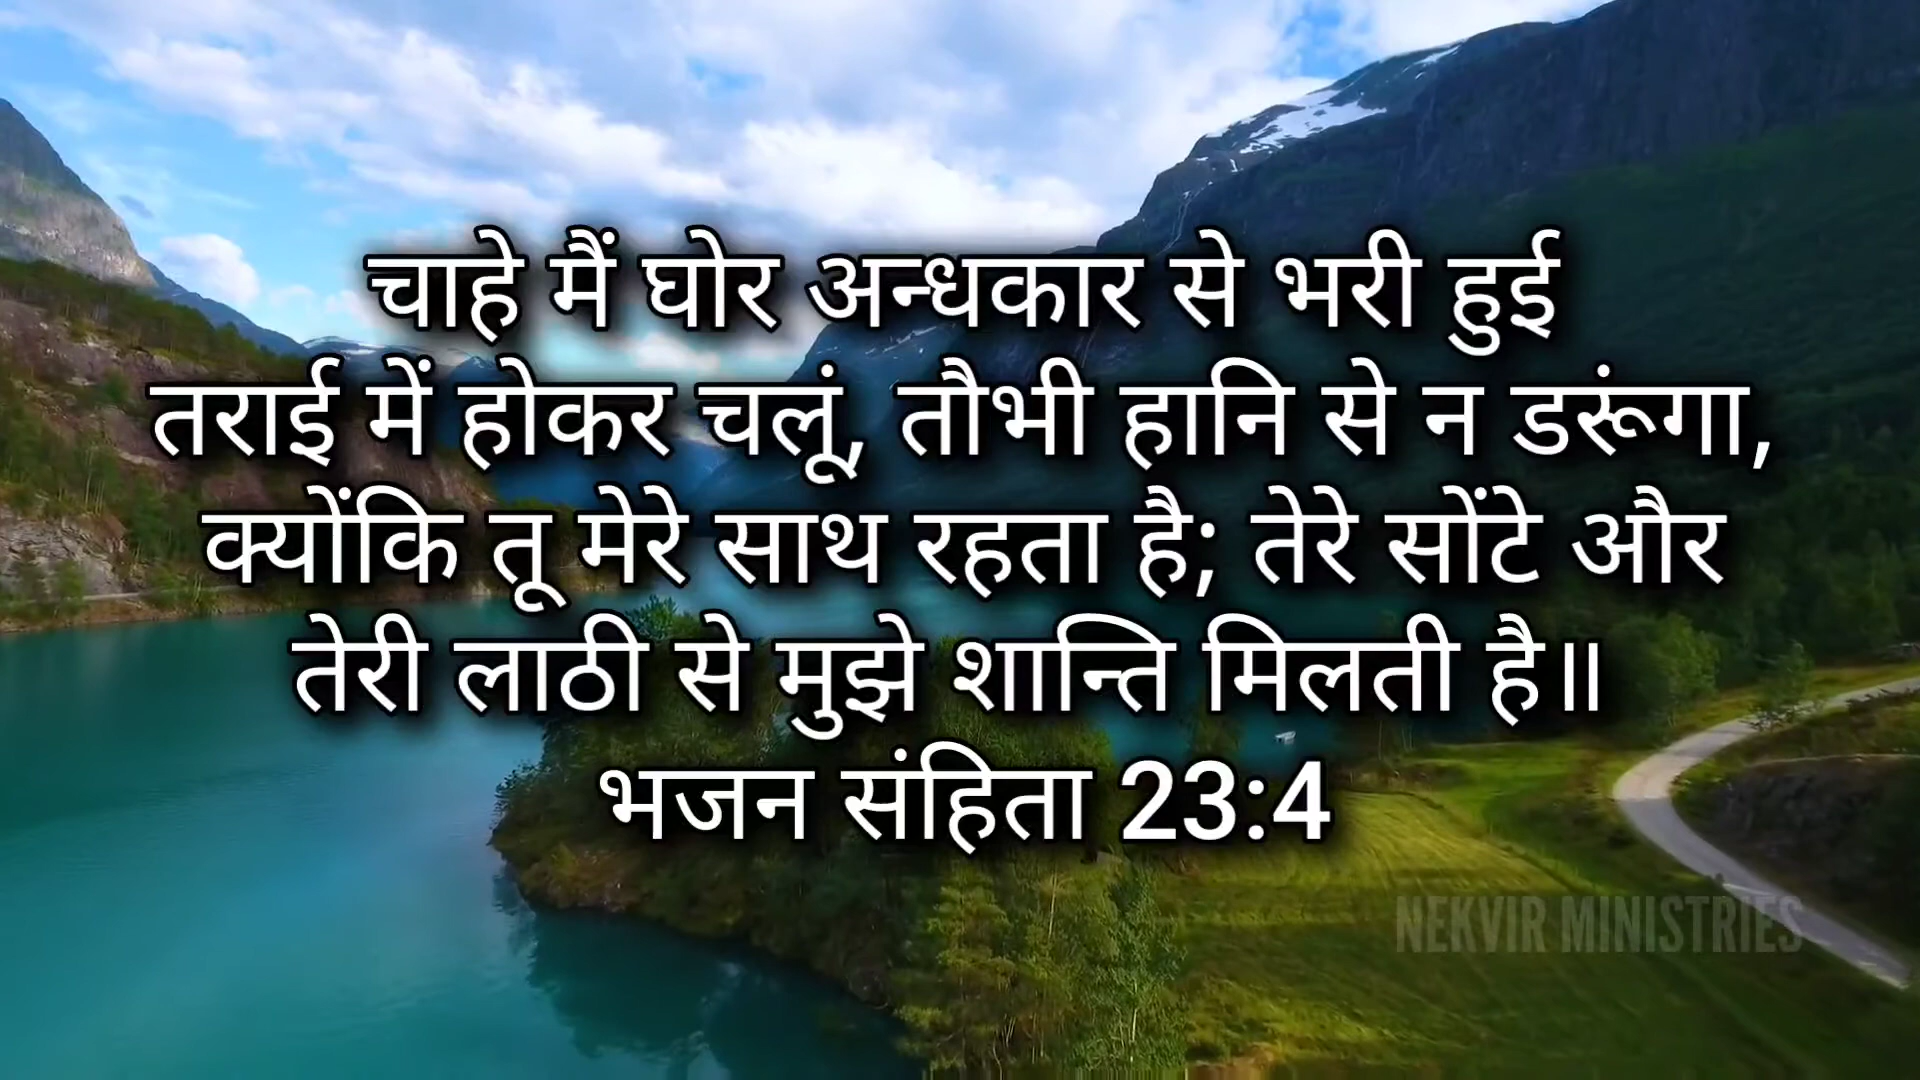 चाहे मैं घोर अन्धकार से भरी हुई
तराई में होकर चलूं, तौभी हानि से न डरूंगा,
क्योंकि तू मेरे साथ रहता है; तेरे सोंटे और
तेरी लाठी से मुझे शान्ति मिलती है॥
भजन संहिता 23:4
NEKVIR MINISTRIES